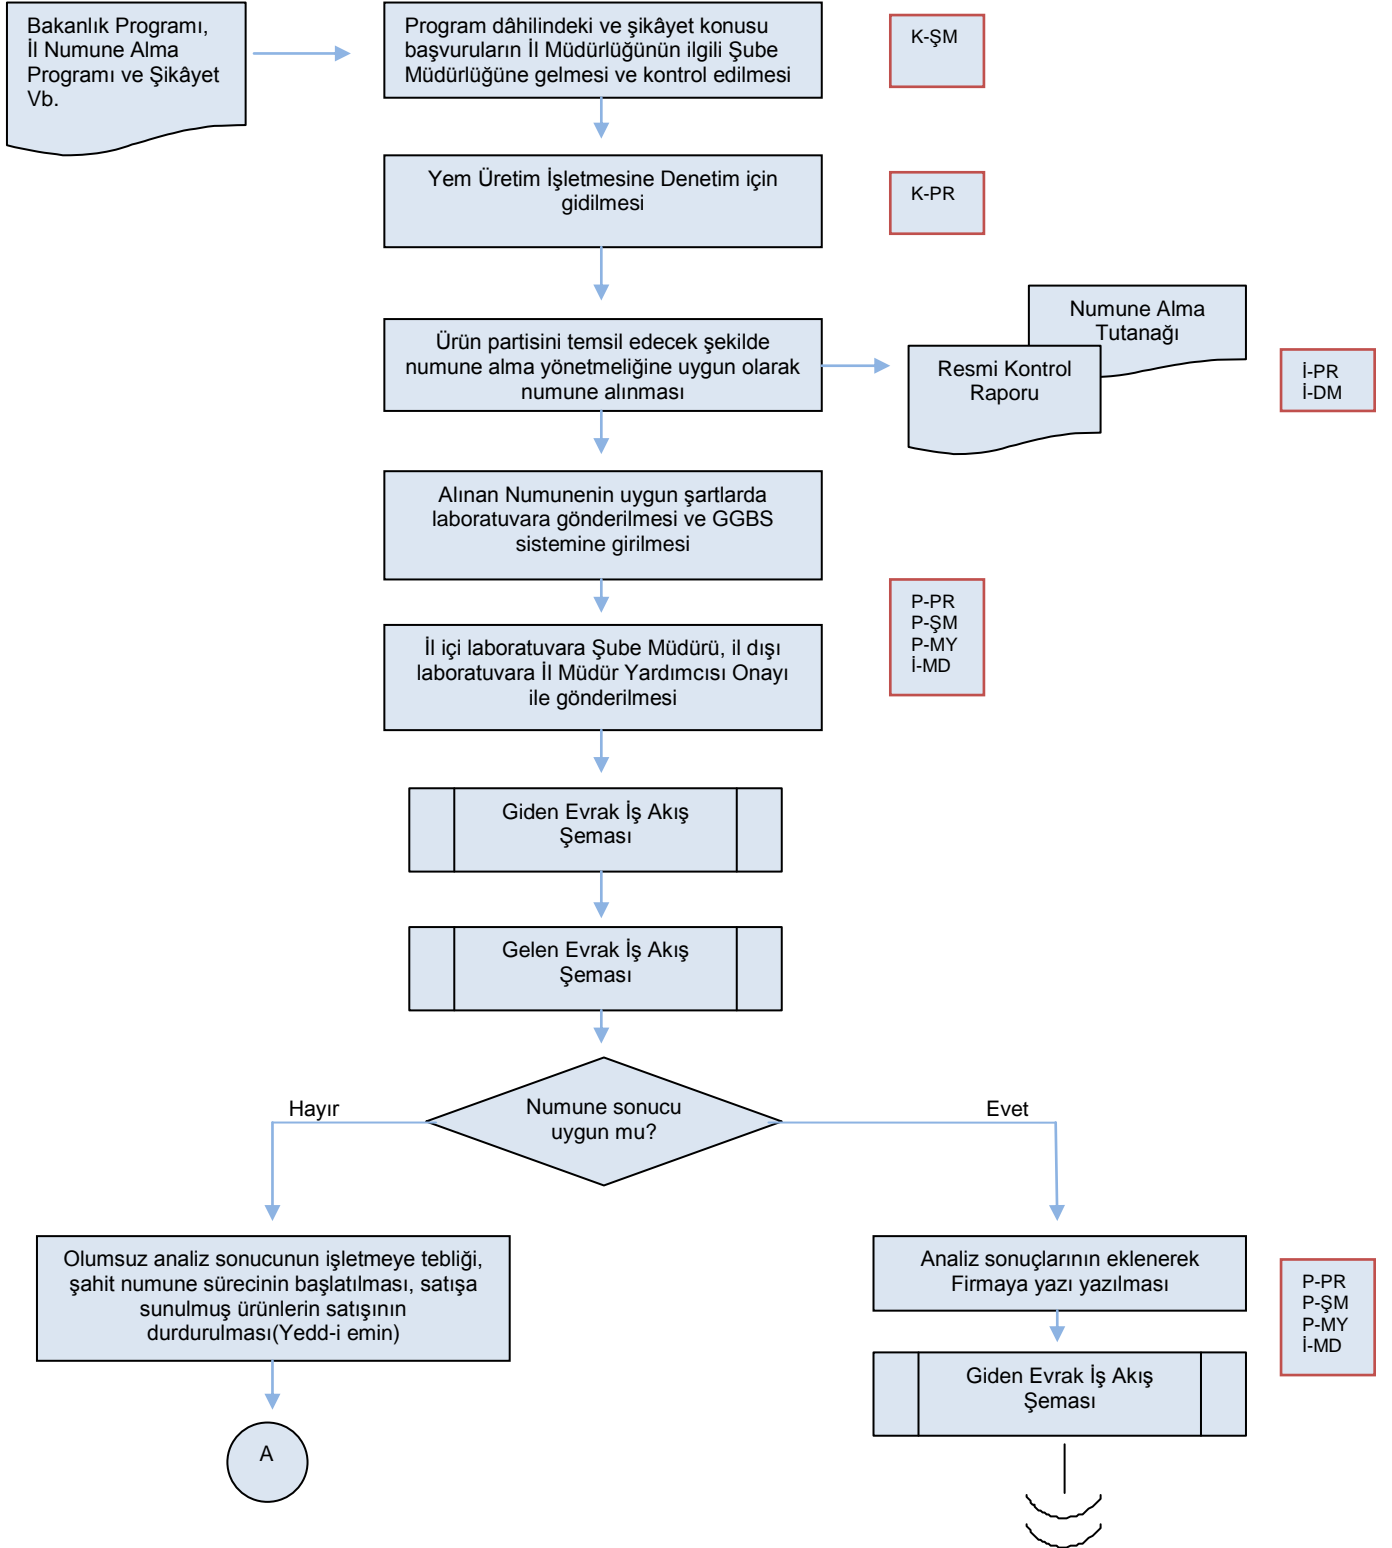 Bakanlık Programı,
İl Numune Alma
Programı ve Şikâyet
Vb.
Program dâhilindeki ve şikâyet konusu
başvuruların İl Müdürlüğünün ilgili Şube
Müdürlüğüne gelmesi ve kontrol edilmesi
K-ŞM
Yem Üretim İşletmesine Denetim için
gidilmesi
K-PR
Ürün partisini temsil edecek şekilde
numune alma yönetmeliğine uygun olarak
numune alınması
Numune Alma
Tutanağı
Resmi Kontrol
Raporu
İ-PR
İ-DM
Alınan Numunenin uygun şartlarda
laboratuvara gönderilmesi ve GGBS
sistemine girilmesi
P-PR
P-ŞM
P-MY
İ-MD
İl içi laboratuvara Şube Müdürü, il dışı
laboratuvara İl Müdür Yardımcısı Onayı
ile gönderilmesi
Giden Evrak İş Akış
Şeması
Gelen Evrak İş Akış
Şeması
Numune sonucu
uygun mu?
Hayır
Evet
Olumsuz analiz sonucunun işletmeye tebliği,
şahit numune sürecinin başlatılması, satışa
sunulmuş ürünlerin satışının
durdurulması(Yedd-i emin)
A
Analiz sonuçlarının eklenerek
Firmaya yazı yazılması
P-PR
P-ŞM
P-MY
İ-MD
Giden Evrak İş Akış
Şeması